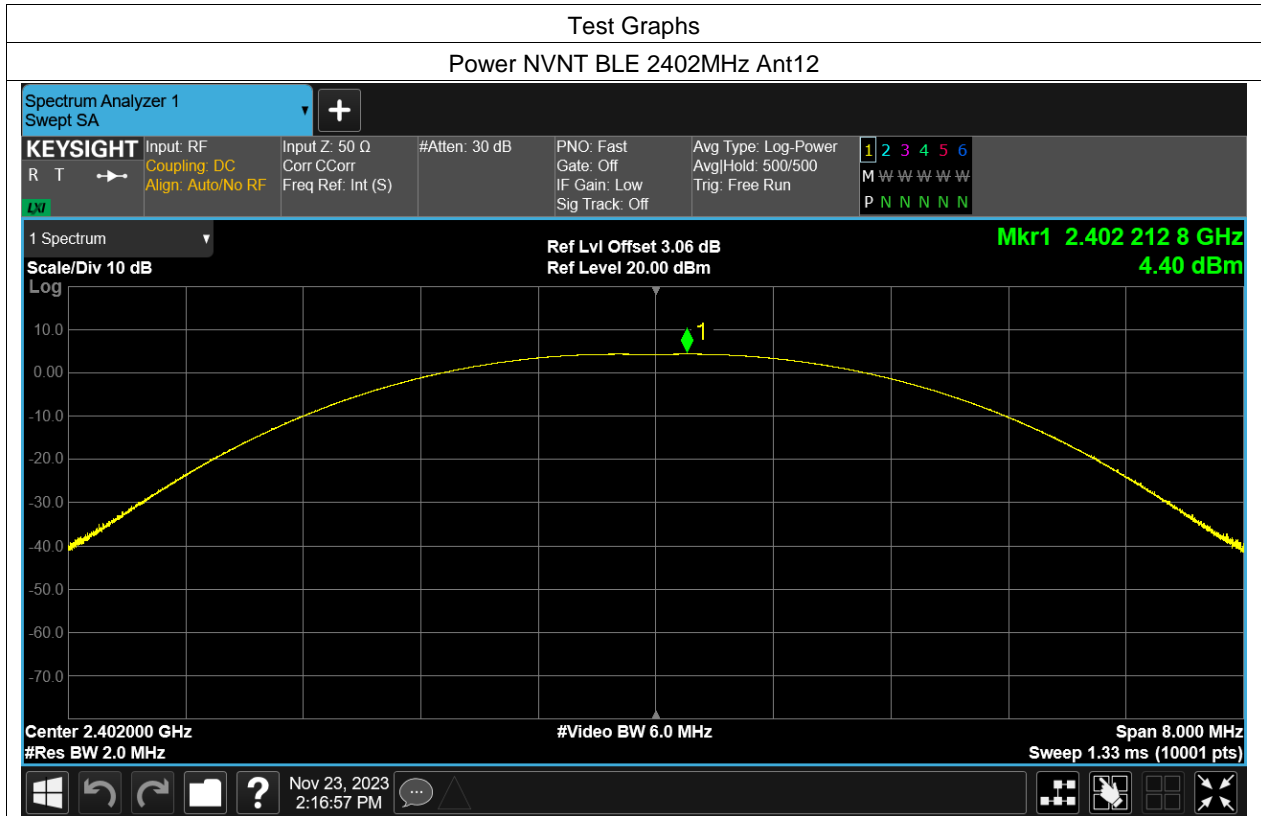 Test Graphs
Power NVNT BLE 2402MHz Ant12
Spectrum Analyzer 1
Swept SA
+
KEYSIGHT
R T
LXI
Input: RF
Coupling: DC
Align: Auto/No RF
Input Z: 50 Ω
Corr CCorr
Freq Ref: Int (S)
#Atten: 30 dB
PNO: Fast
Gate: Off
IF Gain: Low
Sig Track: Off
Avg Type: Log-Power
Avg|Hold: 500/500
Trig: Free Run
1 2 3 4 5 6
M W W W W W
P N N N N N
1 Spectrum
Scale/Div 10 dB
Log
Ref Lvl Offset 3.06 dB
Ref Level 20.00 dBm
Mkr1 2.402 212 8 GHz
4.40 dBm
1
10.0
0.00
-10.0
-20.0
-30.0
-40.0
-50.0
-60.0
-70.0
Center 2.402000 GHz
#Res BW 2.0 MHz
#Video BW 6.0 MHz
Span 8.000 MHz
Sweep 1.33 ms (10001 pts)
?
Nov 23, 2023
2:16:57 PM